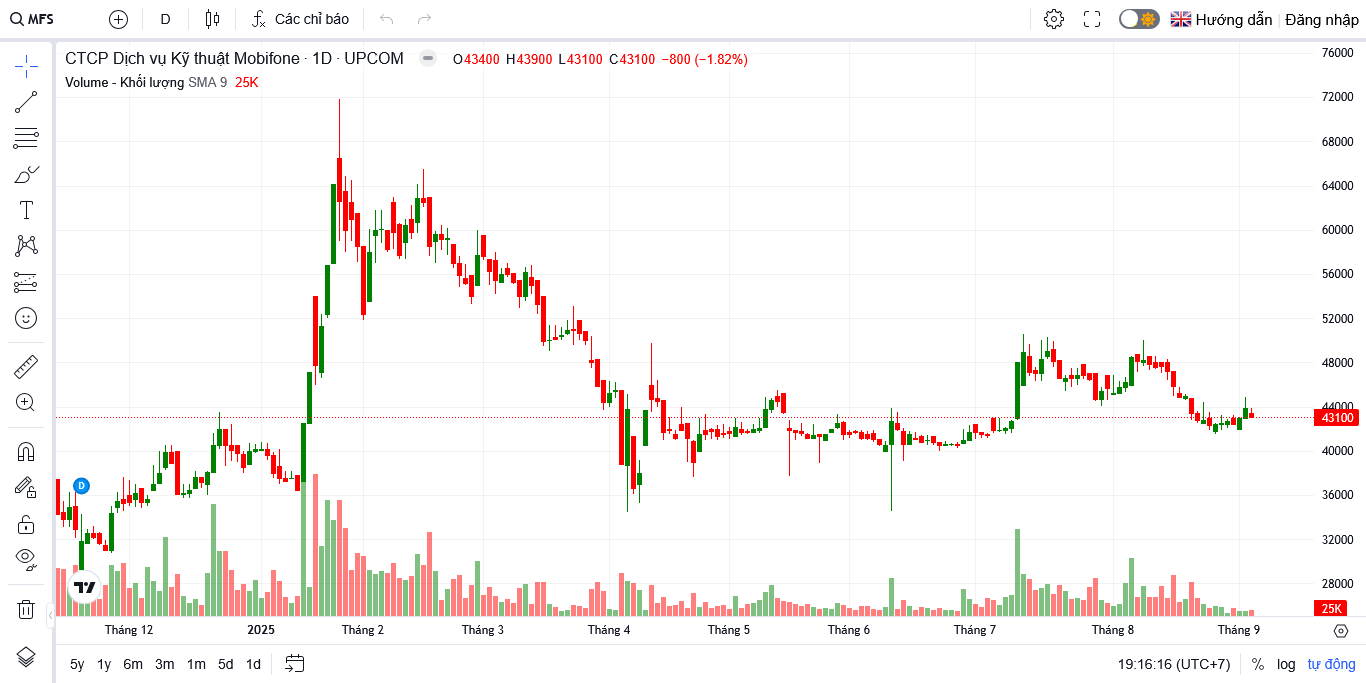 MFS D Các chỉ báo Hướng dẫn Đăng nhập
CTCP Dịch vụ Kỹ thuật Mobifone · 1D · UPCOM O43400 H43900 L43100 C43100 −800 (−1.82%)
Volume - Khối lượng SMA 9 25K
76000
72000
68000
64000
60000
56000
52000
48000
44000
43100
40000
36000
32000
28000
25K
D
Tháng 12 2025 Tháng 2 Tháng 3 Tháng 4 Tháng 5 Tháng 6 Tháng 7 Tháng 8 Tháng 9
5y 1y 6m 3m 1m 5d 1d 19:16:16 (UTC+7) % log tự động